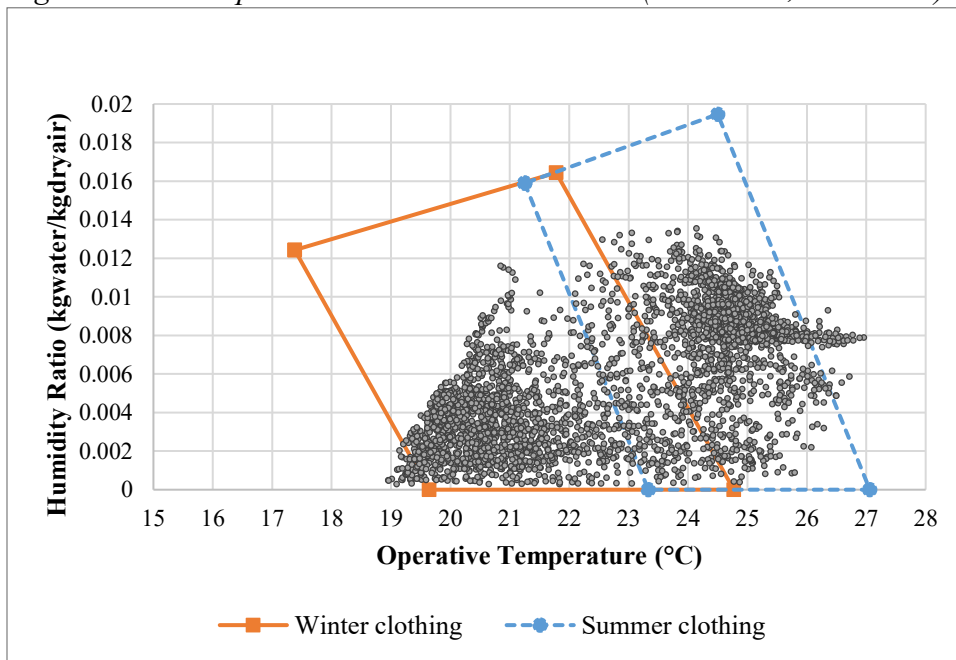 0.02
0.018
0.016
0.014
0.012
0.01
0.008
0.006
0.004
0.002
0
Humidity Ratio (kgwater/kgdryair)
15 16 17 18 19 20 21 22 23 24 25 26 27 28
Operative Temperature (°C)
Winter clothing Summer clothing